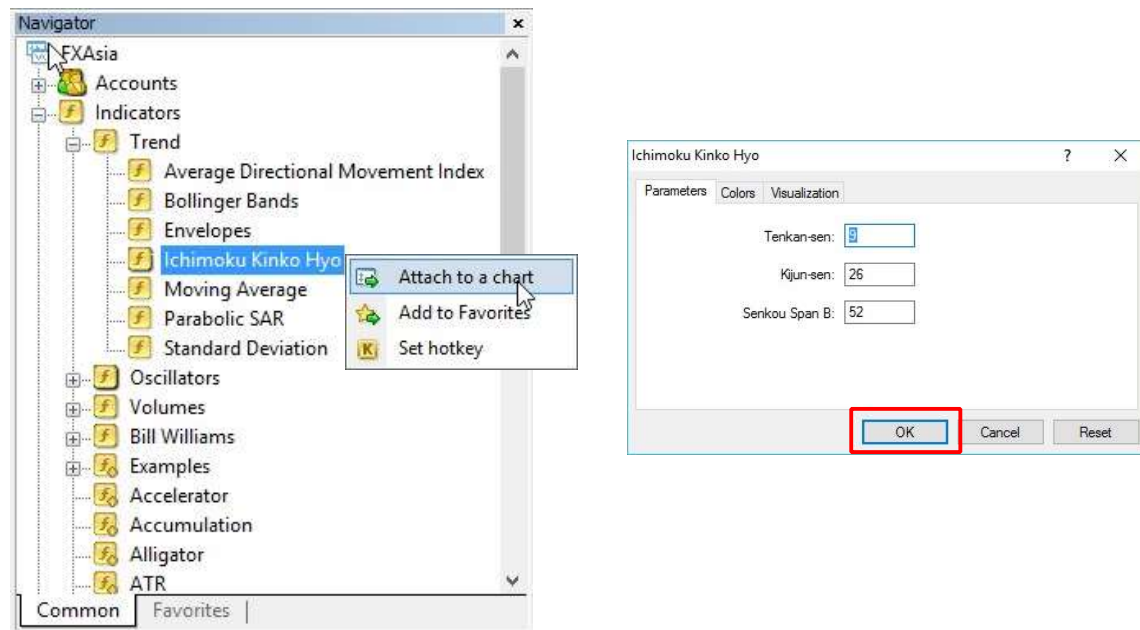 Navigator
FXAsia
Accounts
Indicators
Trend
Average Directional Movement Index
Bollinger Bands
Envelopes
Ichimoku Kinko Hyo
Moving Average
Parabolic SAR
Standard Deviation
Oscillators
Volumes
Bill Williams
Examples
Accelerator
Accumulation
Alligator
ATR
Common Favorites
Attach to a chart
Add to Favorites
K Set hotkey
Ichimoku Kinko Hyo ?
Parameters Colors Visualization
Tenkan-sen: 9
Kijun-sen: 26
Senkou Span B: 52
OK Cancel Reset